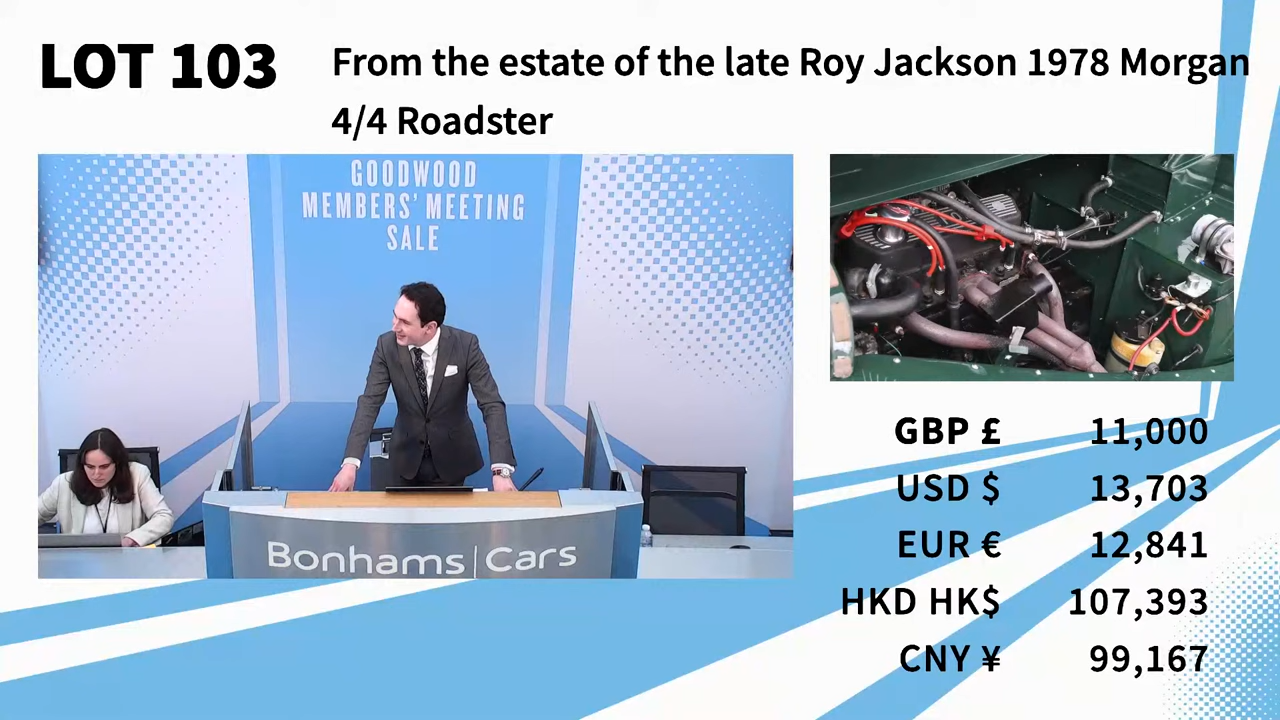 LOT 103
From the estate of the late Roy Jackson 1978 Morgan
4/4 Roadster
GOODWOOD
MEMBERS' MEETING
SALE
Bonhams|Cars
GBP £ 11,000
USD $ 13,703
EUR € 12,841
HKD HK$ 107,393
CNY ¥ 99,167